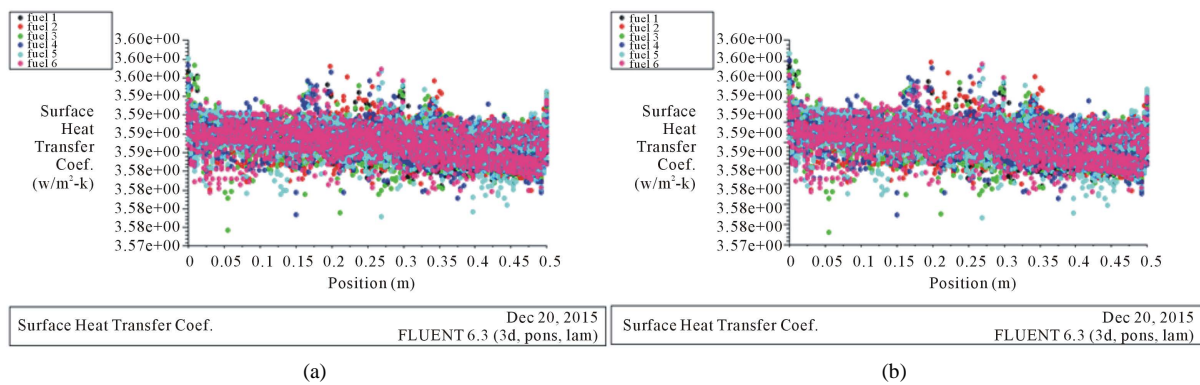 fuel 1
fuel 2
fuel 3
fuel 4
fuel 5
fuel 6
3.60e+00
3.60e+00
3.60e+00
3.59e+00
3.59e+00
3.59e+00
3.59e+00
3.58e+00
3.58e+00
3.58e+00
3.58e+00
3.57e+00
Surface
Heat
Transfer
Coef.
(w/m²-k)
0 0.05 0.1 0.15 0.2 0.25 0.3 0.35 0.4 0.45 0.5
Position (m)
Surface Heat Transfer Coef.
Dec 20, 2015
FLUENT 6.3 (3d, pons, lam)
(a)
fuel 1
fuel 2
fuel 3
fuel 4
fuel 5
fuel 6
3.60e+00
3.60e+00
3.60e+00
3.59e+00
3.59e+00
3.59e+00
3.59e+00
3.58e+00
3.58e+00
3.58e+00
3.58e+00
3.57e+00
Surface
Heat
Transfer
Coef.
(w/m²-k)
0 0.05 0.1 0.15 0.2 0.25 0.3 0.35 0.4 0.45 0.5
Position (m)
Surface Heat Transfer Coef.
Dec 20, 2015
FLUENT 6.3 (3d, pons, lam)
(b)